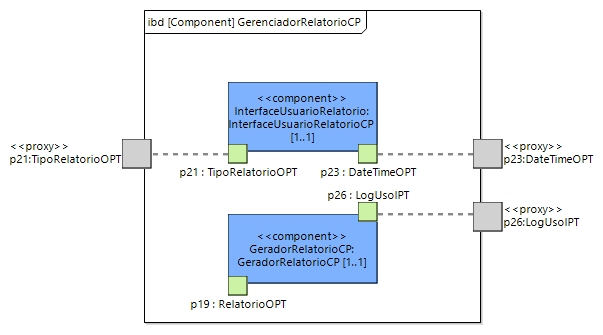 ibd [Component] GerenciadorRelatorioCP
<<component>>
InterfaceUsuarioRelatorio:
InterfaceUsuarioRelatorioCP
[1..1]
<<proxy>>
p21:TipoRelatorioOPT
<<proxy>>
p23:DateTimeOPT
p21 : TipoRelatorioOPT
p23 : DateTimeOPT
p26 : LogUsoIPT
<<proxy>>
p26:LogUsoIPT
<<component>>
GeradorRelatorioCP:
GeradorRelatorioCP [1..1]
p19 : RelatorioOPT